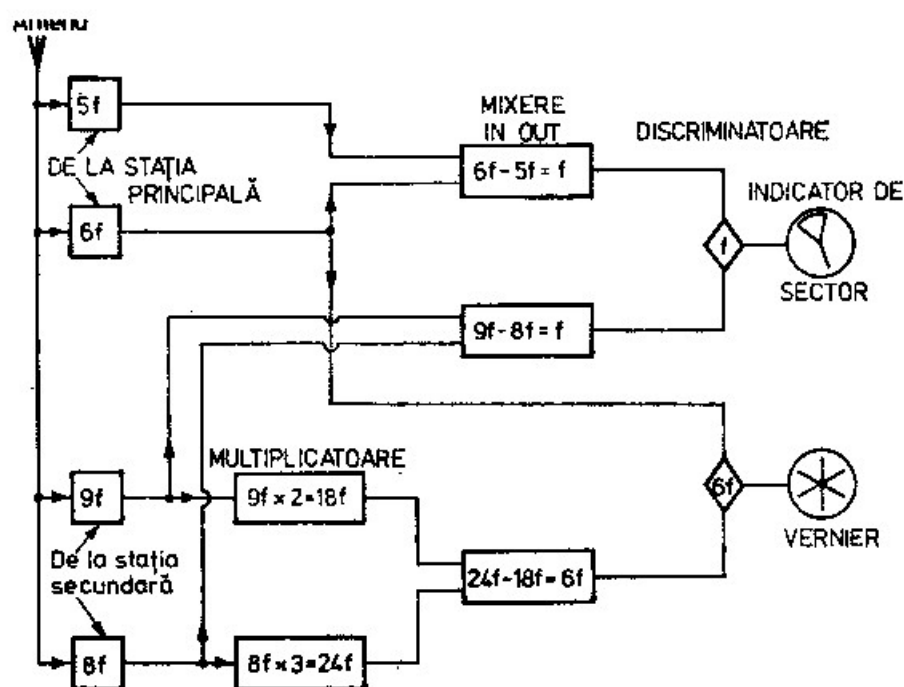 5f
DE LA STAȚIA
PRINCIPALĂ
6f
MIXERE
IN OUT
6f-5f = f
DISCRIMINATOARE
INDICATOR DE
f
SECTOR
9f-8f = f
MULTIPLICATOARE
9f
9f×2=18f
6f
VERNIER
De la stația
secundară
24f-18f = 6f
8f
8f×3=24f